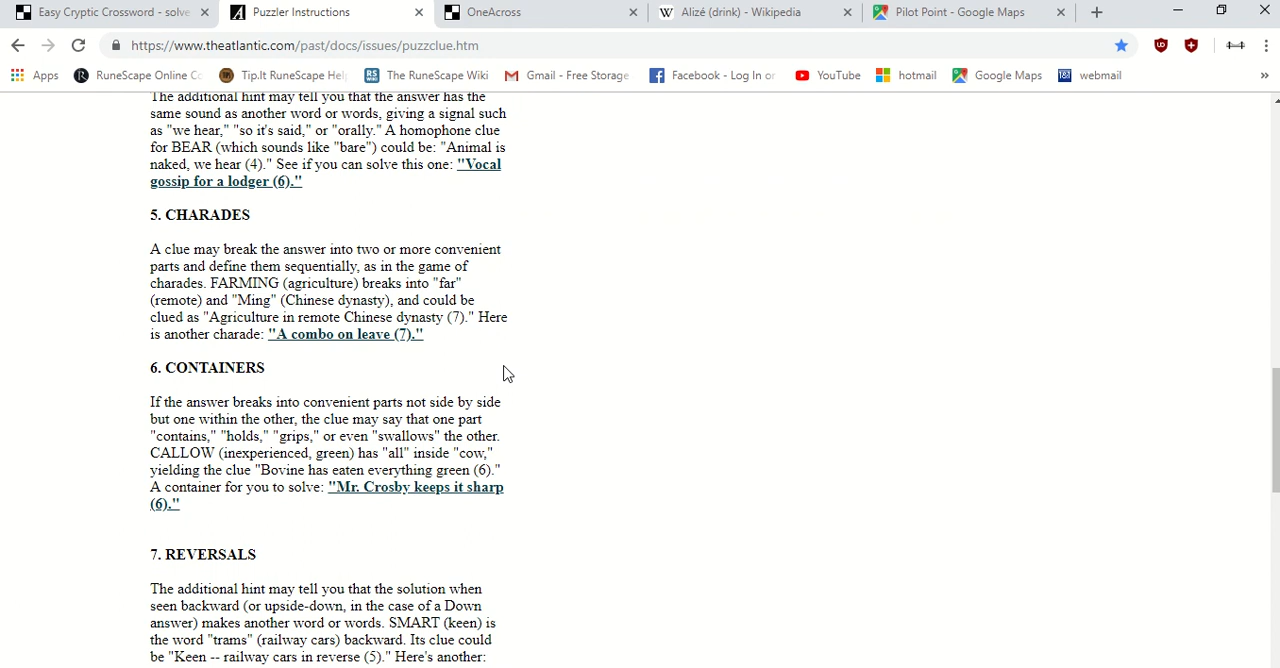 Easy Cryptic Crossword - solve
Puzzler Instructions
OneAcross
Alizé (drink) - Wikipedia
Pilot Point - Google Maps
https://www.theatlantic.com/past/docs/issues/puzzclue.htm
Apps
RuneScape Online Co
Tip.It RuneScape Hel
The RuneScape Wiki
Gmail - Free Storage
Facebook - Log In or
YouTube
hotmail
Google Maps
webmail
The additional hint may tell you that the answer has the
same sound as another word or words, giving a signal such
as "we hear," "so it's said," or "orally." A homophone clue
for BEAR (which sounds like "bare") could be: "Animal is
naked, we hear (4)." See if you can solve this one: "Vocal
gossip for a lodger (6)."
5. CHARADES
A clue may break the answer into two or more convenient
parts and define them sequentially, as in the game of
charades. FARMING (agriculture) breaks into "far"
(remote) and "Ming" (Chinese dynasty), and could be
clued as "Agriculture in remote Chinese dynasty (7)." Here
is another charade: "A combo on leave (7)."
6. CONTAINERS
If the answer breaks into convenient parts not side by side
but one within the other, the clue may say that one part
"contains," "holds," "grips," or even "swallows" the other.
CALLOW (inexperienced, green) has "all" inside "cow,"
yielding the clue "Bovine has eaten everything green (6)."
A container for you to solve: "Mr. Crosby keeps it sharp
(6)."
7. REVERSALS
The additional hint may tell you that the solution when
seen backward (or upside-down, in the case of a Down
answer) makes another word or words. SMART (keen) is
the word "trams" (railway cars) backward. Its clue could
be "Keen -- railway cars in reverse (5)." Here's another: